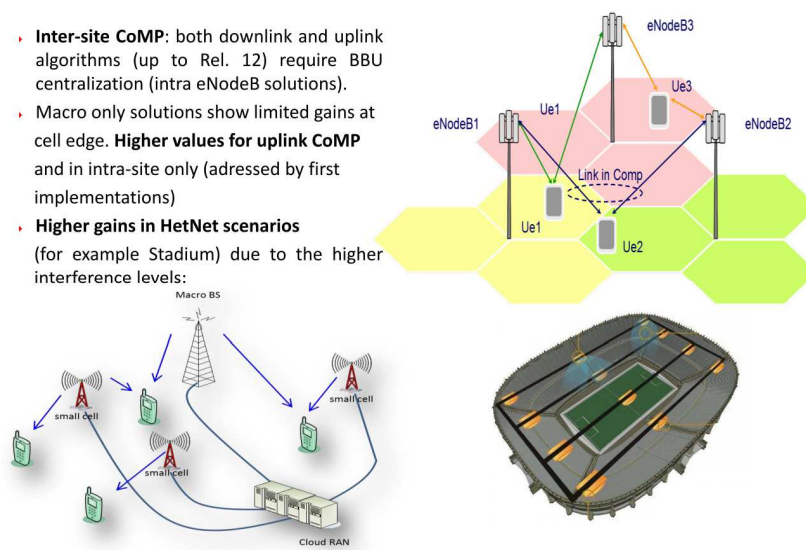 Inter-site CoMP: both downlink and uplink
algorithms (up to Rel. 12) require BBU
centralization (intra eNodeB solutions).
Macro only solutions show limited gains at
cell edge. Higher values for uplink CoMP
and in intra-site only (adressed by first
implementations)
Higher gains in HetNet scenarios
(for example Stadium) due to the higher
interference levels:
eNodeB3
Ue3
Ue1
eNodeB1
eNodeB2
Link in Comp
Ue1
Ue2
Macro BS
small cell
small cell
small cell
Cloud RAN